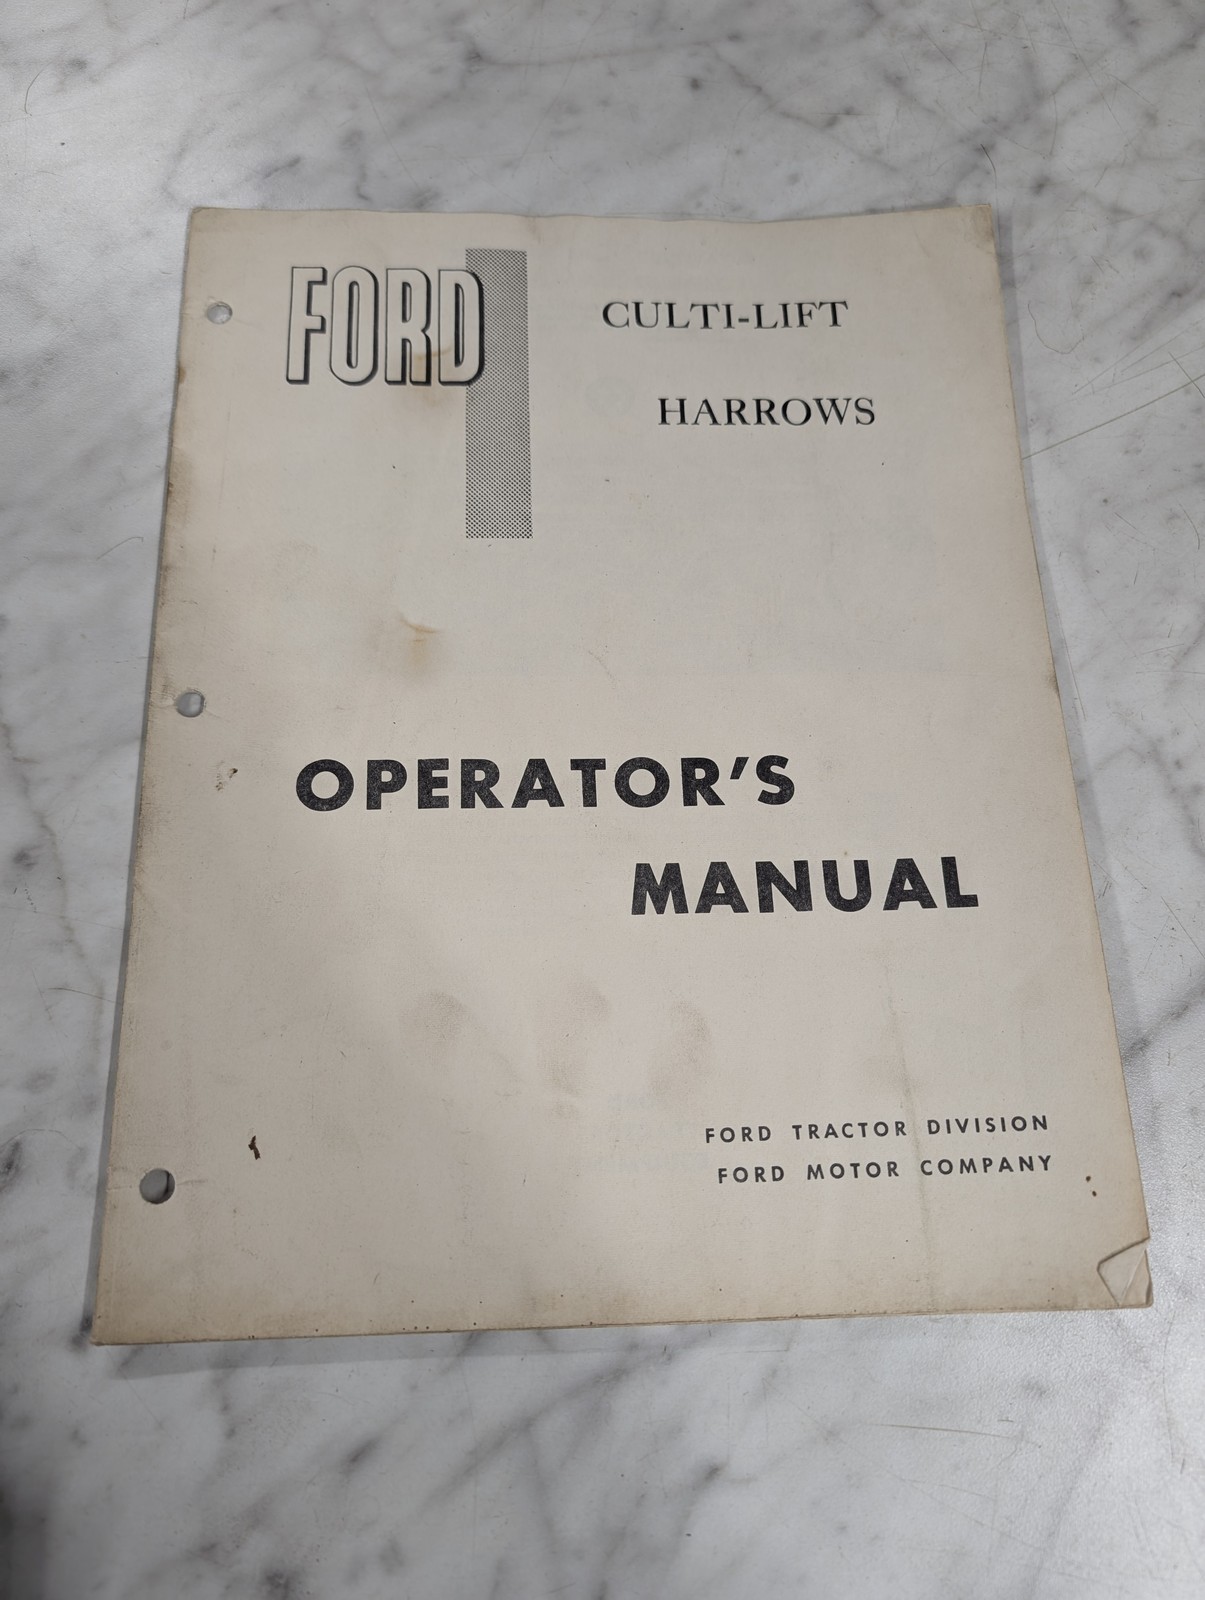 FORD
CULTI-LIFT
HARROWS
OPERATOR'S
MANUAL
FORD TRACTOR DIVISION
FORD MOTOR COMPANY